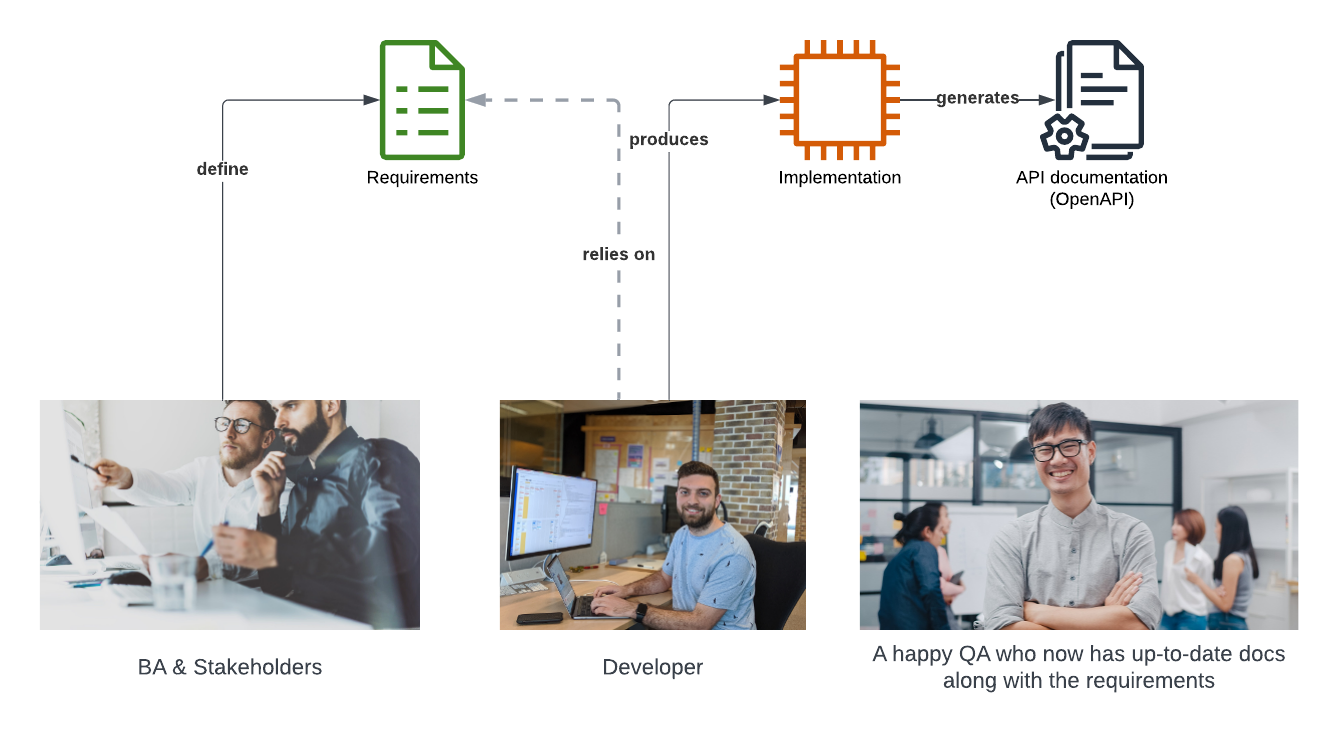 generates
produces
define
Requirements
Implementation
API documentation
(OpenAPI)
relies on
BA & Stakeholders
Developer
A happy QA who now has up-to-date docs
along with the requirements